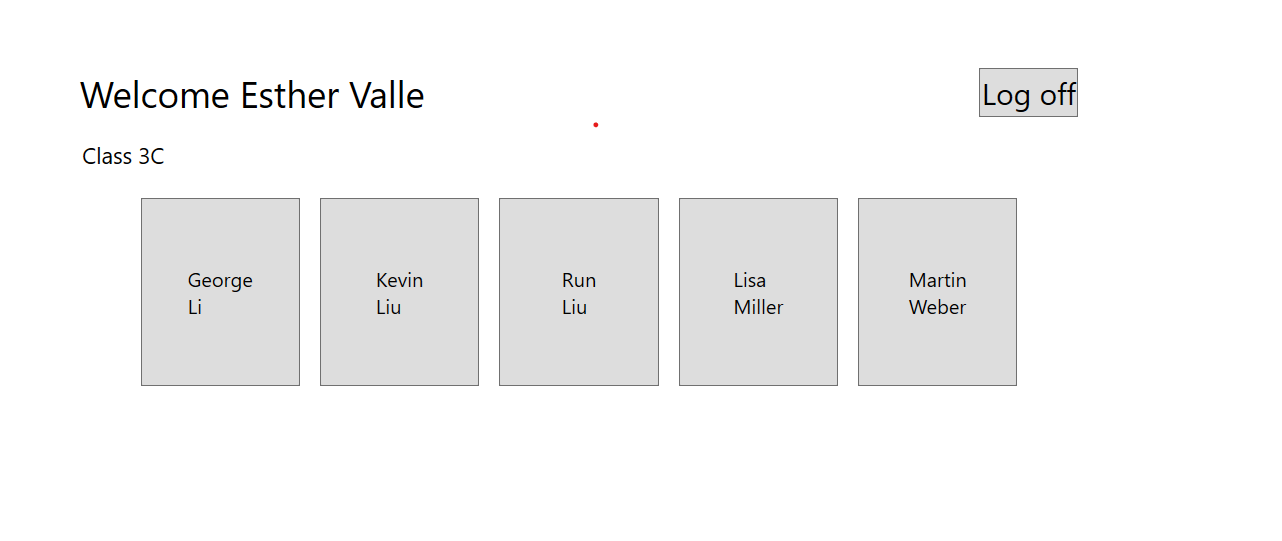 Welcome Esther Valle
Log off
Class 3C
George
Li
Kevin
Liu
Run
Liu
Lisa
Miller
Martin
Weber